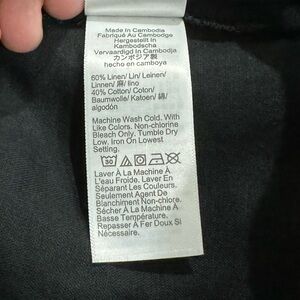 Made In Cambodia
Fabriqué Au Cambodge
Hergestellt In
Kambodscha
Vervaardigd In Cambodja
カンボジア製
hecho en camboya
60% Linen/ Lin/ Leinen/
Linnen/ 麻/ lino
40% Cotton/ Coton/
Baumwolle/ Katoen/ 綿/
algodón
Machine Wash Cold. With
Like Colors. Non-chlorine
Bleach Only. Tumble Dry
Low. Iron On Lowest
Setting.
30
Laver À La Machine À
L'eau Froide. Laver En
Séparant Les Couleurs.
Seulement Agent De
Blanchiment Non-chlore.
Sécher À La Machine À
Basse Température.
Repasser À Fer Doux Si
Nécessaire.